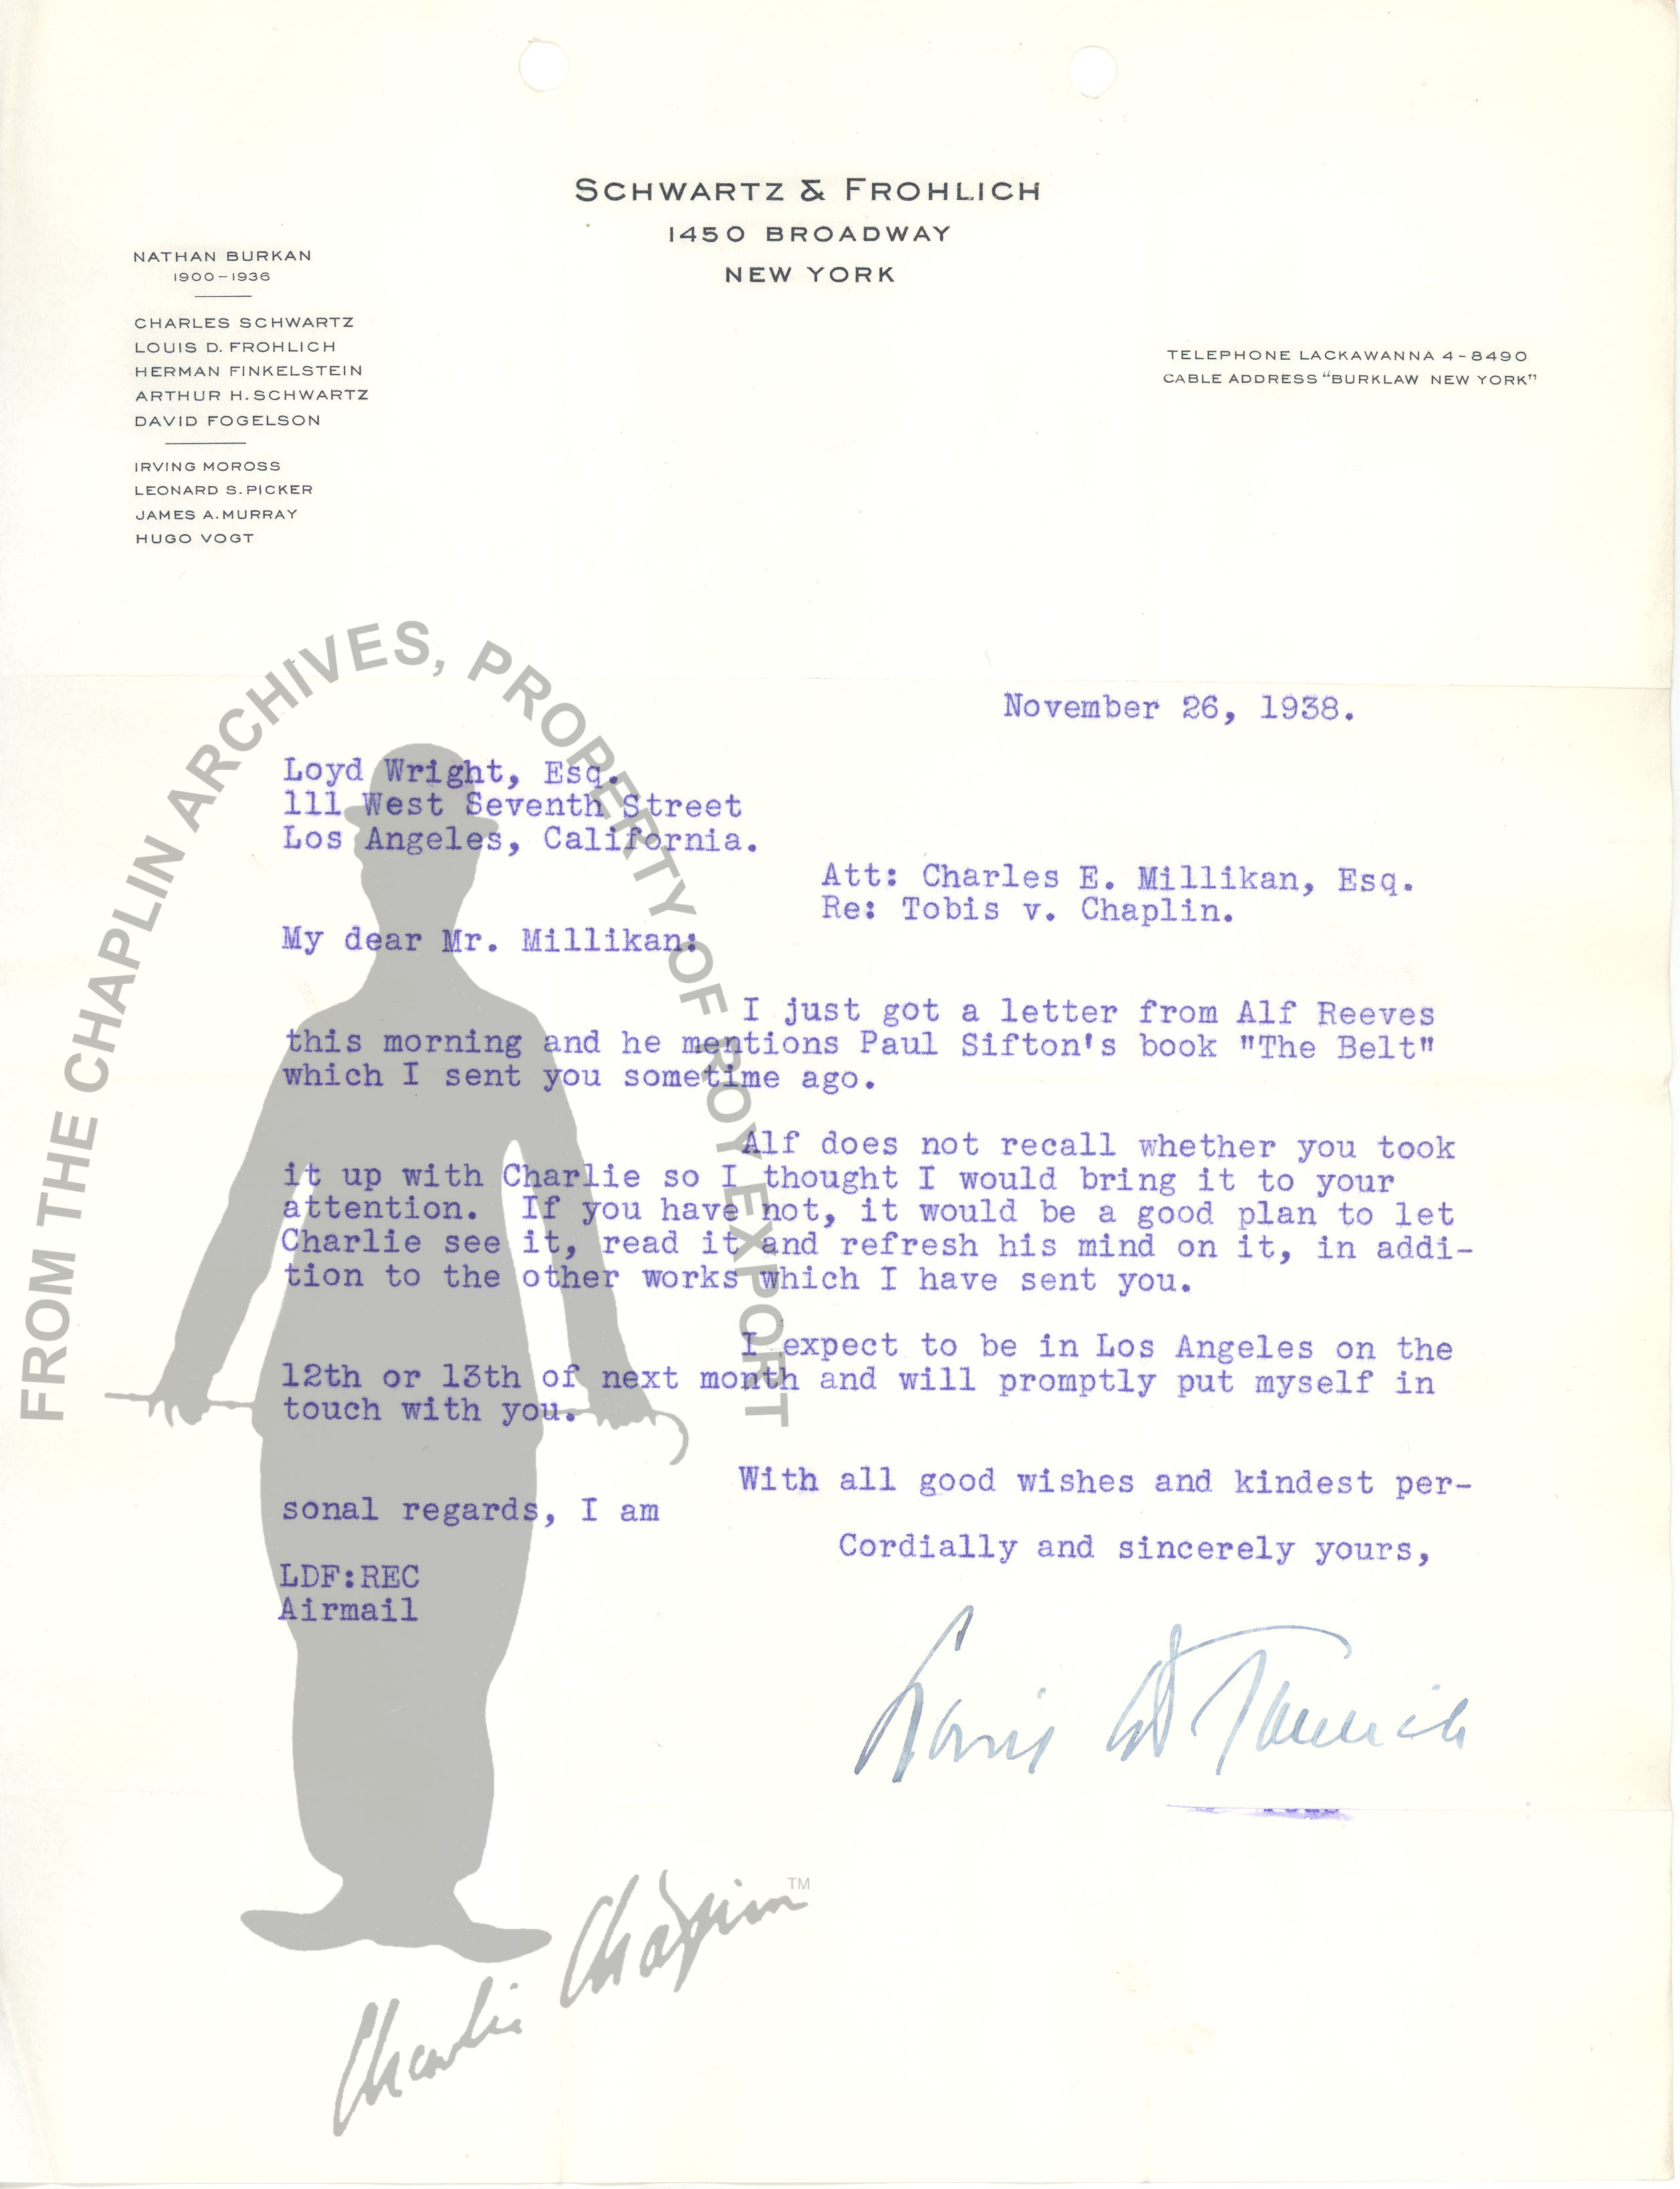 SCHWARTZ & FROHLICH
1450 BROADWAY
NEW YORK
NATHAN BURKAN
1900-1936
CHARLES SCHWARTZ
LOUIS D. FROHLICH
HERMAN FINKELSTEIN
ARTHUR H. SCHWARTZ
DAVID FOGELSON
IRVING MOROSS
LEONARD S. PICKER
JAMES A. MURRAY
HUGO VOGT
TELEPHONE LACKAWANNA 4-8490
CABLE ADDRESS "BURKLAW NEW YORK"
November 26, 1938.
Loyd Wright, Esq.
111 West Seventh Street
Los Angeles, California.
Att: Charles E. Millikan, Esq.
Re: Tobis v. Chaplin.
My dear Mr. Millikan:
I just got a letter from Alf Reeves
this morning and he mentions Paul Sifton's book "The Belt"
which I sent you sometime ago.
Alf does not recall whether you took
it up with Charlie so I thought I would bring it to your
attention. If you have not, it would be a good plan to let
Charlie see it, read it and refresh his mind on it, in addi-
tion to the other works which I have sent you.
I expect to be in Los Angeles on the
12th or 13th of next month and will promptly put myself in
touch with you.
With all good wishes and kindest per-
sonal regards, I am
Cordially and sincerely yours,
LDF:REC
Airmail
Louis D Frohlich
FROM THE CHAPLIN ARCHIVES, PROPERTY OF ROY EXPORT
Charlie Chaplin TM